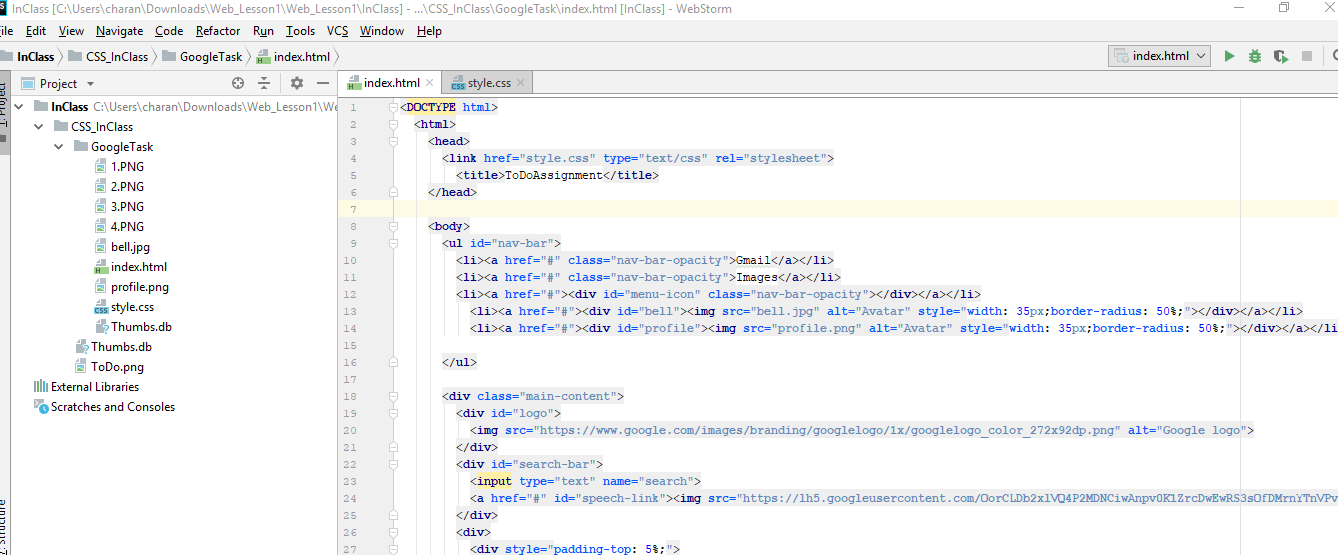 InClass [C:\Users\charan\Downloads\Web_Lesson1\Web_Lesson1\InClass] - ...\CSS_InClass\GoogleTask\index.html [InClass] - WebStorm
ile Edit View Navigate Code Refactor Run Tools VCS Window Help
InClass CSS_InClass GoogleTask index.html index.html
1: Project
Project
InClass C:\Users\charan\Downloads\Web_Lesson1\We
CSS_InClass
GoogleTask
1.PNG
2.PNG
3.PNG
4.PNG
bell.jpg
index.html
profile.png
style.css
Thumbs.db
Thumbs.db
ToDo.png
External Libraries
Scratches and Consoles
Z: Structure
index.html style.css
1 <DOCTYPE html>
2 <html>
3 <head>
4 <link href="style.css" type="text/css" rel="stylesheet">
5 <title>ToDoAssignment</title>
6 </head>
7
8 <body>
9 <ul id="nav-bar">
10 <li><a href="#" class="nav-bar-opacity">Gmail</a></li>
11 <li><a href="#" class="nav-bar-opacity">Images</a></li>
12 <li><a href="#"><div id="menu-icon" class="nav-bar-opacity"></div></a></li>
13 <li><a href="#"><div id="bell"><img src="bell.jpg" alt="Avatar" style="width: 35px;border-radius: 50%;"></div></a></li>
14 <li><a href="#"><div id="profile"><img src="profile.png" alt="Avatar" style="width: 35px;border-radius: 50%;"></div></a></li
15
16 </ul>
17
18 <div class="main-content">
19 <div id="logo">
20 <img src="https://www.google.com/images/branding/googlelogo/1x/googlelogo_color_272x92dp.png" alt="Google logo">
21 </div>
22 <div id="search-bar">
23 <input type="text" name="search">
24 <a href="#" id="speech-link"><img src="https://lh5.googleusercontent.com/OorCLDb2xlVQ4P2MDNCiwAnpv0K1ZrcDwEwRS3sOfDMrnYTnVPv
25 </div>
26 <div>
27 <div style="padding-top: 5%;">